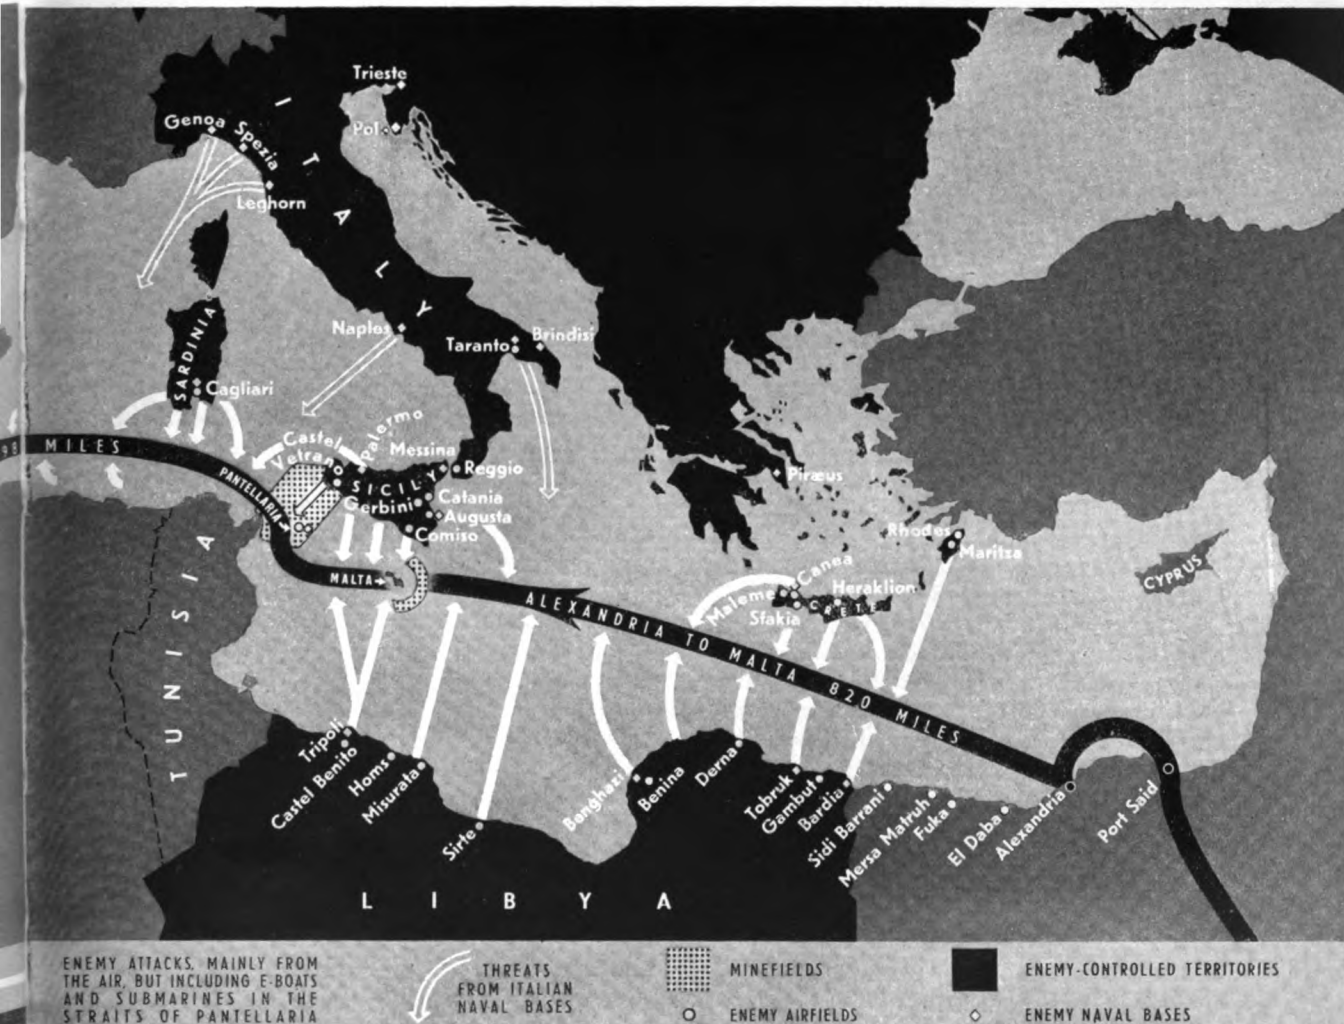 Trieste
Pol
Genoa
Spezia
Leghorn
ITALY
SARDINIA
Cagliari
Naples
Taranto
Brindisi
98 MILES
Castel
Vetrano
Palermo
Messina
Reggio
SICILY
Gerbini
Catania
Augusta
Comiso
PANTELLARIA
MALTA
TUNISIA
Piræus
Rhodes
Maritsa
CYPRUS
Canea
Maleme
Heraklion
CRETE
Sfakia
ALEXANDRIA TO MALTA 820 MILES
Tripoli
Castel Benito
Homs
Misurata
Sirte
Banghazi
Benina
Derna
Tobruk
Gambut
Bardia
Sidi Barrani
Mersa Matruh
Fuka
El Daba
Alexandria
Port Said
LIBYA
ENEMY ATTACKS, MAINLY FROM
THE AIR, BUT INCLUDING E-BOATS
AND SUBMARINES IN THE
STRAITS OF PANTELLARIA
THREATS
FROM ITALIAN
NAVAL BASES
MINEFIELDS
ENEMY AIRFIELDS
ENEMY-CONTROLLED TERRITORIES
ENEMY NAVAL BASES